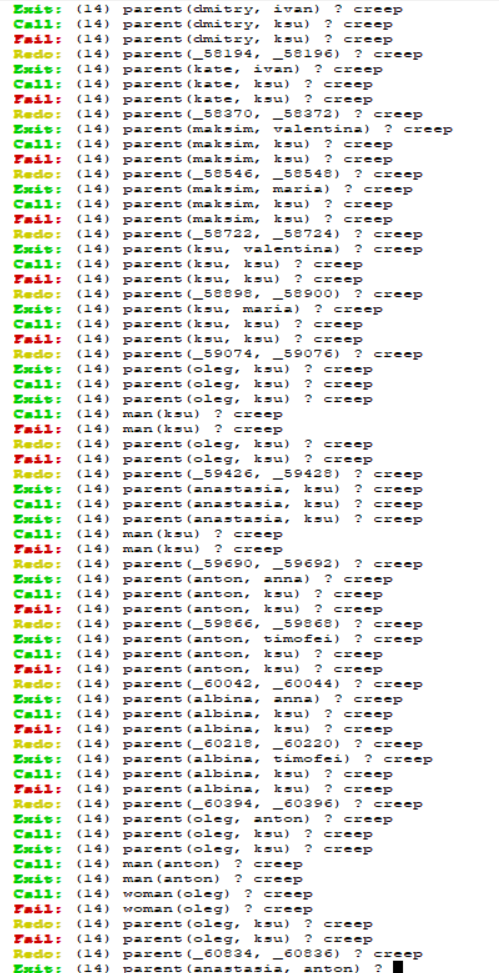 Exit: (14) parent(dmitry, ivan) ? creep
Call: (14) parent(dmitry, ksu) ? creep
Fail: (14) parent(dmitry, ksu) ? creep
Redo: (14) parent(_58194, _58196) ? creep
Exit: (14) parent(kate, ivan) ? creep
Call: (14) parent(kate, ksu) ? creep
Fail: (14) parent(kate, ksu) ? creep
Redo: (14) parent(_58370, _58372) ? creep
Exit: (14) parent(maksim, valentina) ? creep
Call: (14) parent(maksim, ksu) ? creep
Fail: (14) parent(maksim, ksu) ? creep
Redo: (14) parent(_58546, _58548) ? creep
Exit: (14) parent(maksim, maria) ? creep
Call: (14) parent(maksim, ksu) ? creep
Fail: (14) parent(maksim, ksu) ? creep
Redo: (14) parent(_58722, _58724) ? creep
Exit: (14) parent(ksu, valentina) ? creep
Call: (14) parent(ksu, ksu) ? creep
Fail: (14) parent(ksu, ksu) ? creep
Redo: (14) parent(_58898, _58900) ? creep
Exit: (14) parent(ksu, maria) ? creep
Call: (14) parent(ksu, ksu) ? creep
Fail: (14) parent(ksu, ksu) ? creep
Redo: (14) parent(_59074, _59076) ? creep
Exit: (14) parent(oleg, ksu) ? creep
Call: (14) parent(oleg, ksu) ? creep
Exit: (14) parent(oleg, ksu) ? creep
Call: (14) man(ksu) ? creep
Fail: (14) man(ksu) ? creep
Redo: (14) parent(oleg, ksu) ? creep
Fail: (14) parent(oleg, ksu) ? creep
Redo: (14) parent(_59426, _59428) ? creep
Exit: (14) parent(anastasia, ksu) ? creep
Call: (14) parent(anastasia, ksu) ? creep
Exit: (14) parent(anastasia, ksu) ? creep
Call: (14) man(ksu) ? creep
Fail: (14) man(ksu) ? creep
Redo: (14) parent(_59690, _59692) ? creep
Exit: (14) parent(anton, anna) ? creep
Call: (14) parent(anton, ksu) ? creep
Fail: (14) parent(anton, ksu) ? creep
Redo: (14) parent(_59866, _59868) ? creep
Exit: (14) parent(anton, timofei) ? creep
Call: (14) parent(anton, ksu) ? creep
Fail: (14) parent(anton, ksu) ? creep
Redo: (14) parent(_60042, _60044) ? creep
Exit: (14) parent(albina, anna) ? creep
Call: (14) parent(albina, ksu) ? creep
Fail: (14) parent(albina, ksu) ? creep
Redo: (14) parent(_60218, _60220) ? creep
Exit: (14) parent(albina, timofei) ? creep
Call: (14) parent(albina, ksu) ? creep
Fail: (14) parent(albina, ksu) ? creep
Redo: (14) parent(_60394, _60396) ? creep
Exit: (14) parent(oleg, anton) ? creep
Call: (14) parent(oleg, ksu) ? creep
Exit: (14) parent(oleg, ksu) ? creep
Call: (14) man(anton) ? creep
Exit: (14) man(anton) ? creep
Call: (14) woman(oleg) ? creep
Fail: (14) woman(oleg) ? creep
Redo: (14) parent(oleg, ksu) ? creep
Fail: (14) parent(oleg, ksu) ? creep
Redo: (14) parent(_60834, _60836) ? creep
Exit: (14) parent(anastasia, anton) ?